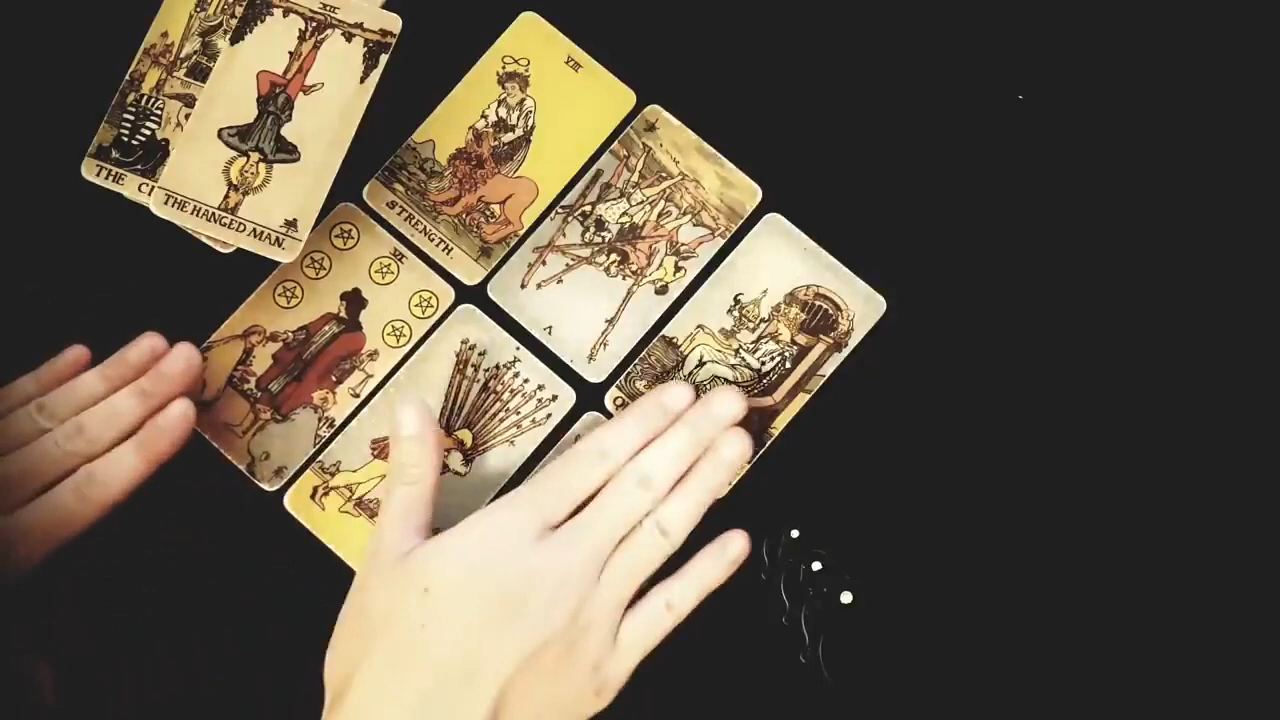 XII
THE C
THE HANGED MAN.
VIII
STRENGTH.
VI
V
X
Q